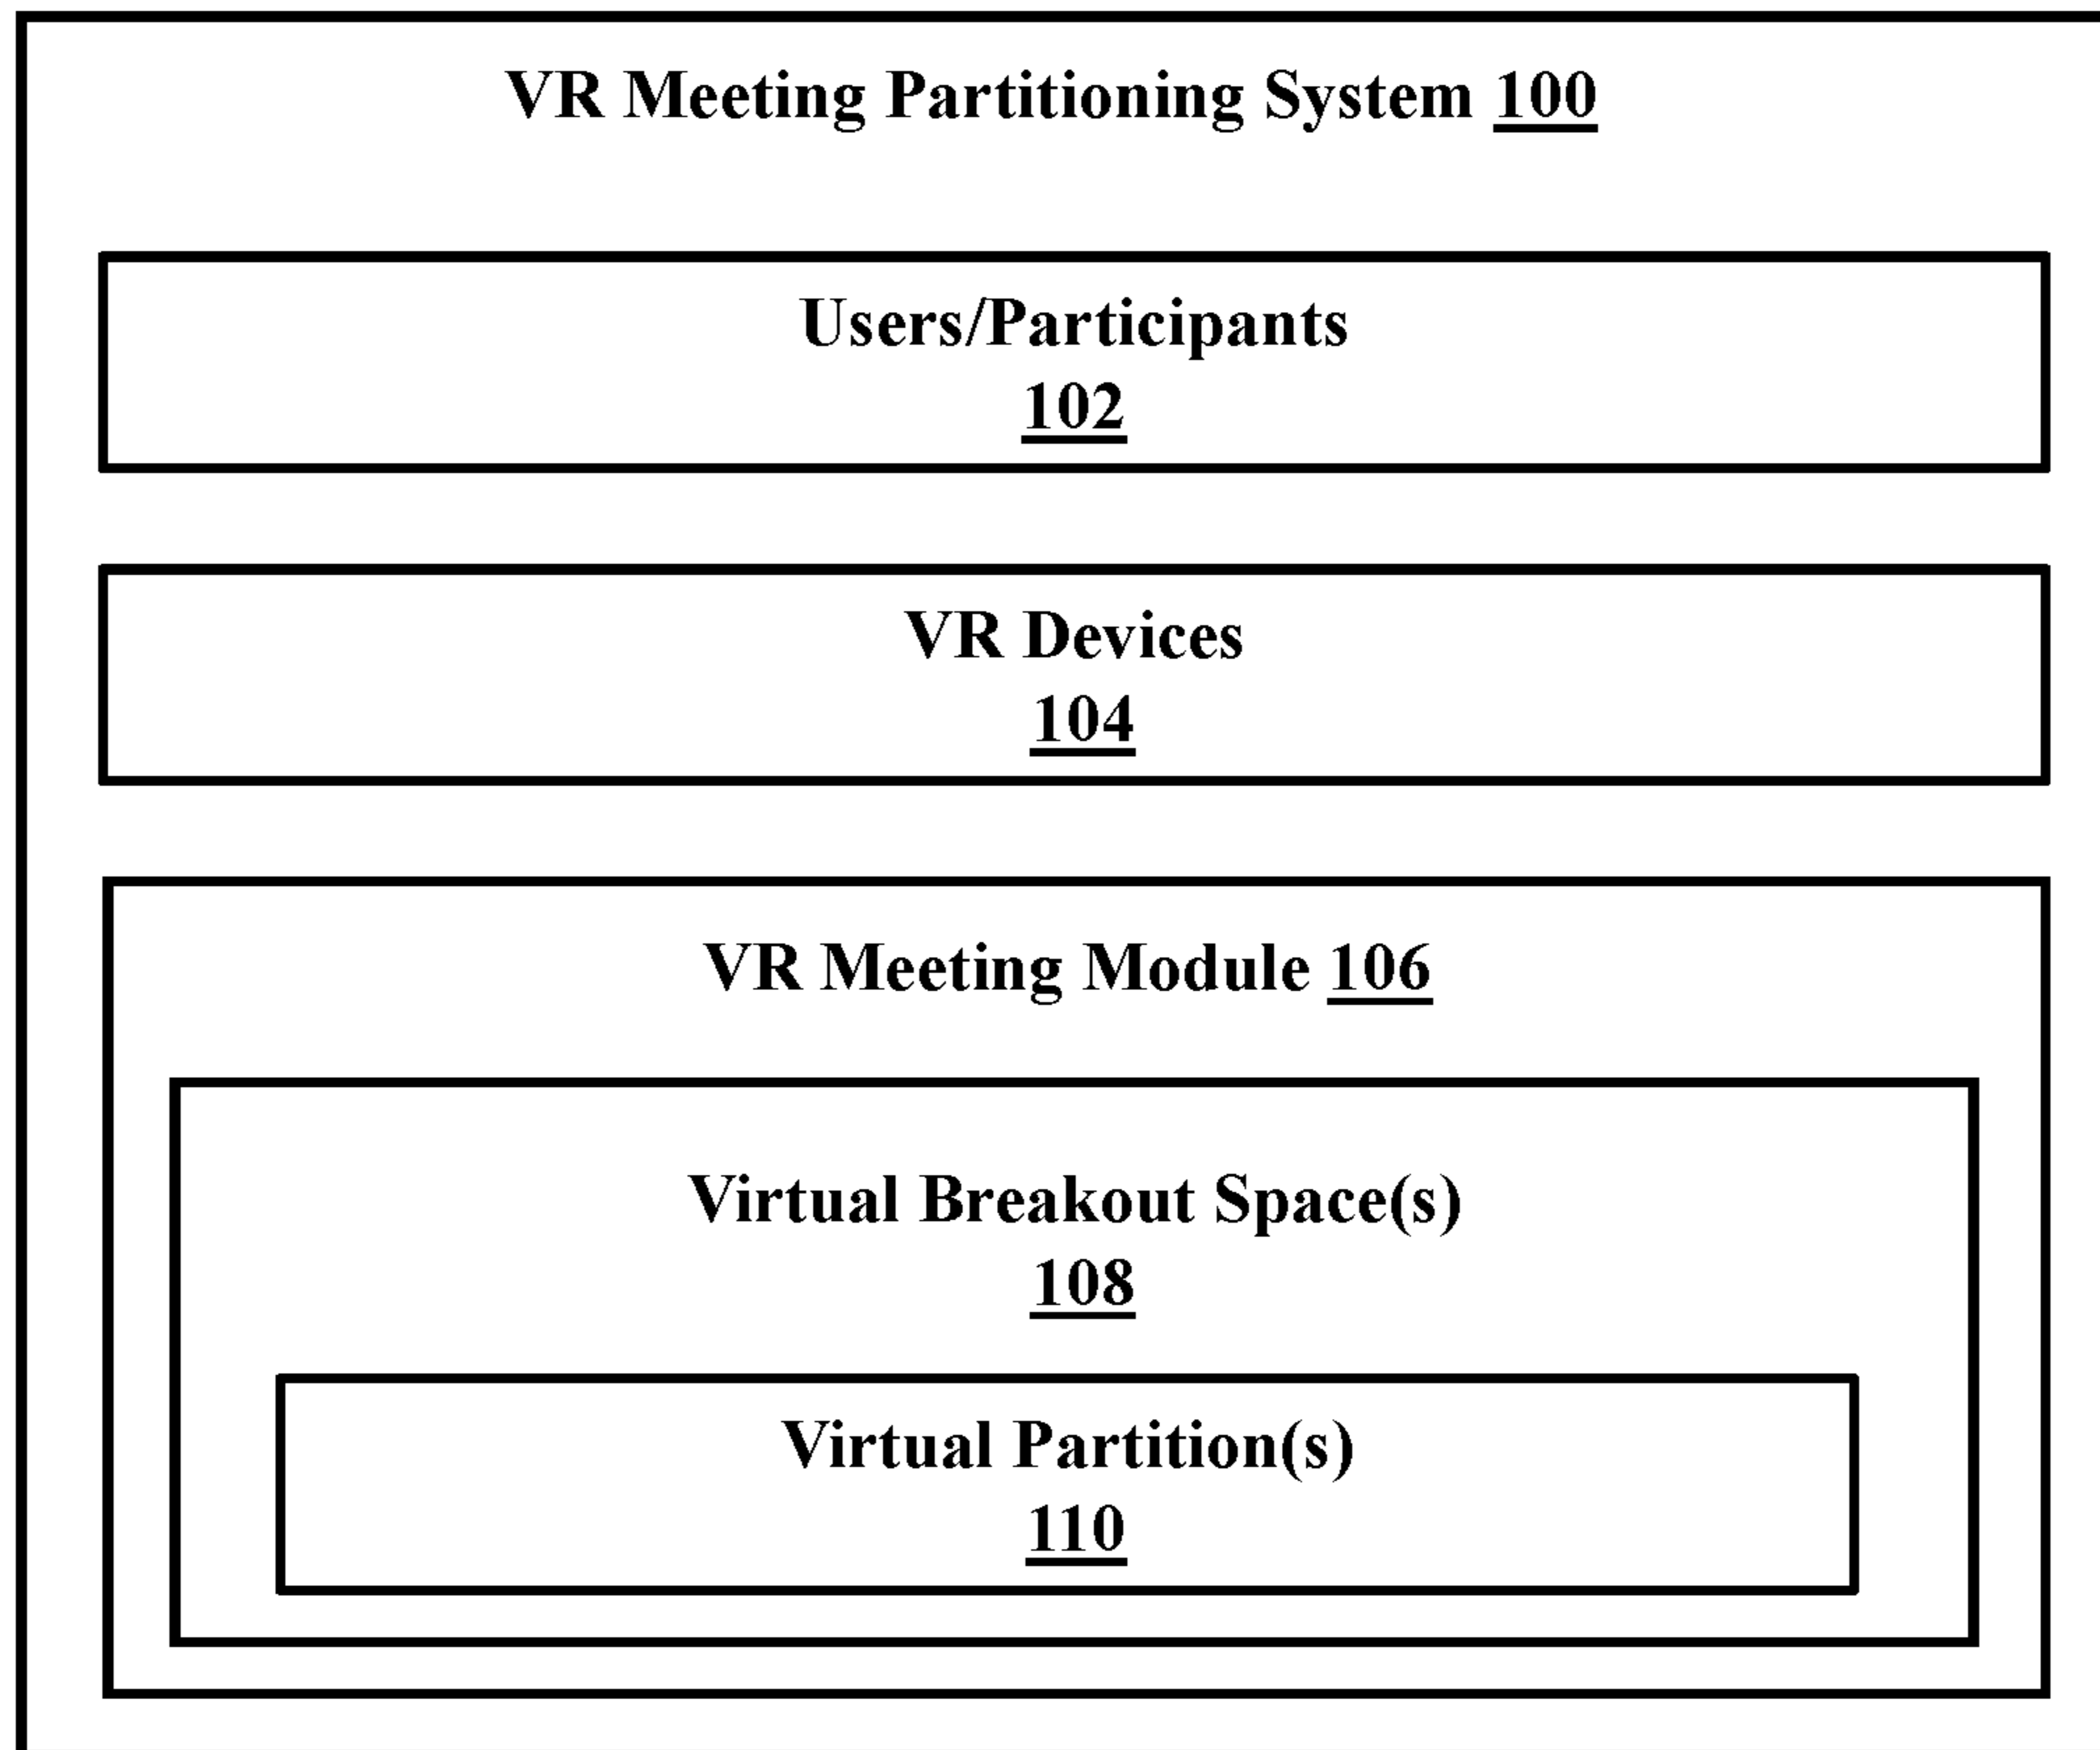 VR Meeting Partitioning System 100
Users/Participants
102
VR Devices
104
VR Meeting Module 106
Virtual Breakout Space(s)
108
Virtual Partition(s)
110